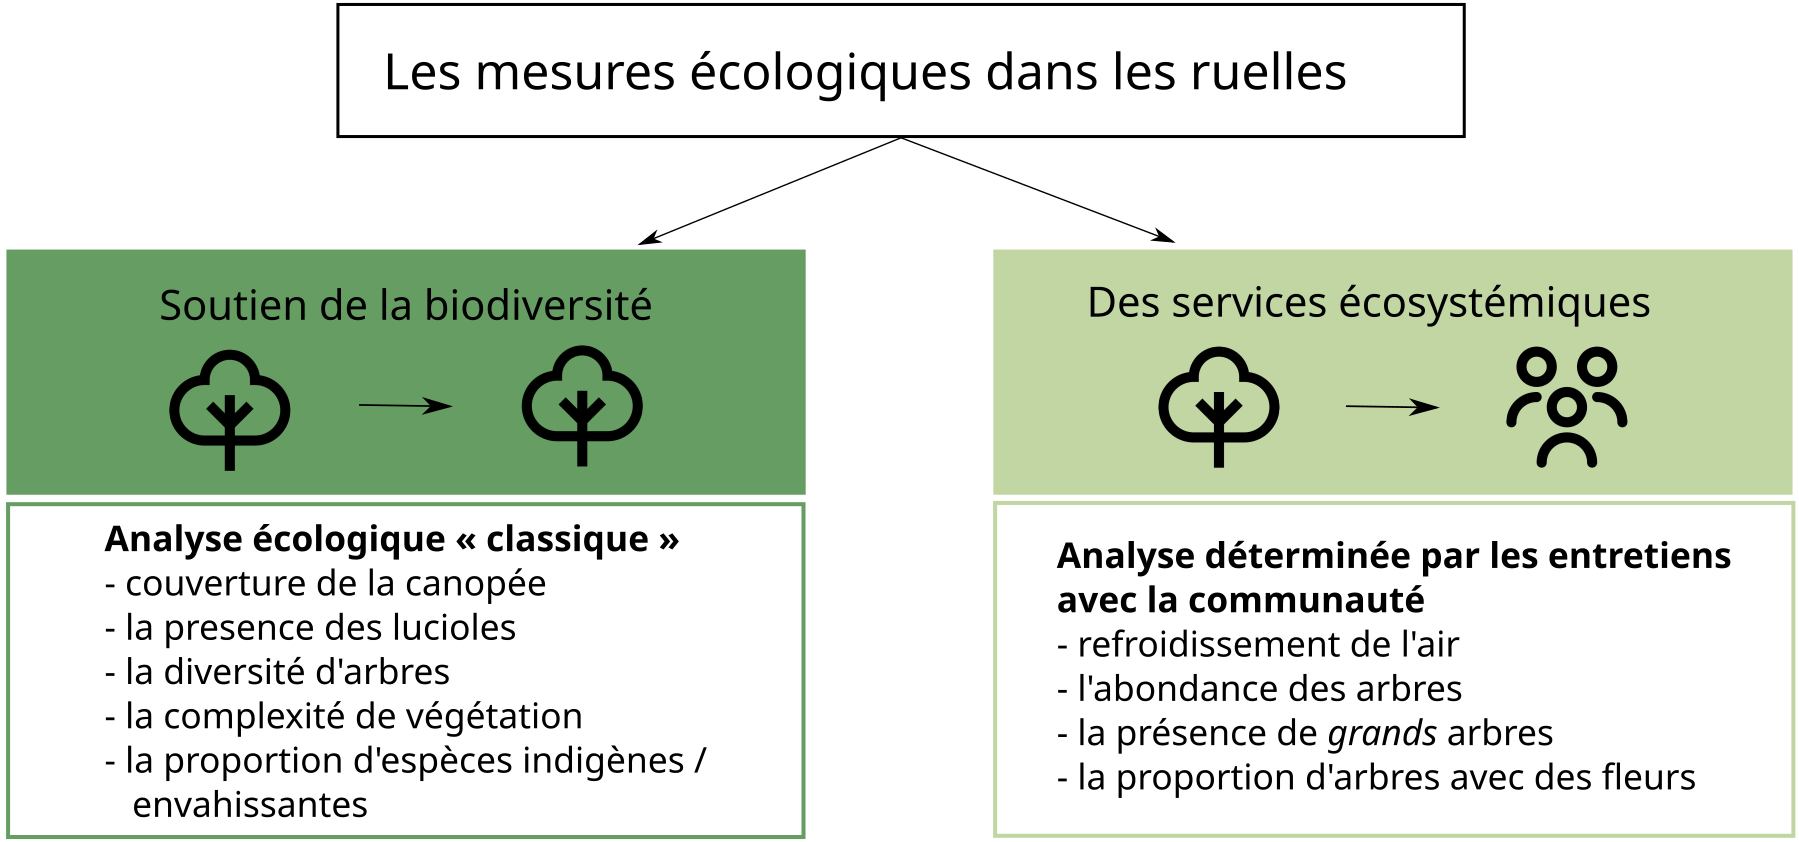 Les mesures écologiques dans les ruelles
Soutien de la biodiversité
Analyse écologique « classique »
- couverture de la canopée
- la presence des lucioles
- la diversité d'arbres
- la complexité de végétation
- la proportion d'espèces indigènes /
envahissantes
Des services écosystémiques
Analyse déterminée par les entretiens
avec la communauté
- refroidissement de l'air
- l'abondance des arbres
- la présence de grands arbres
- la proportion d'arbres avec des fleurs